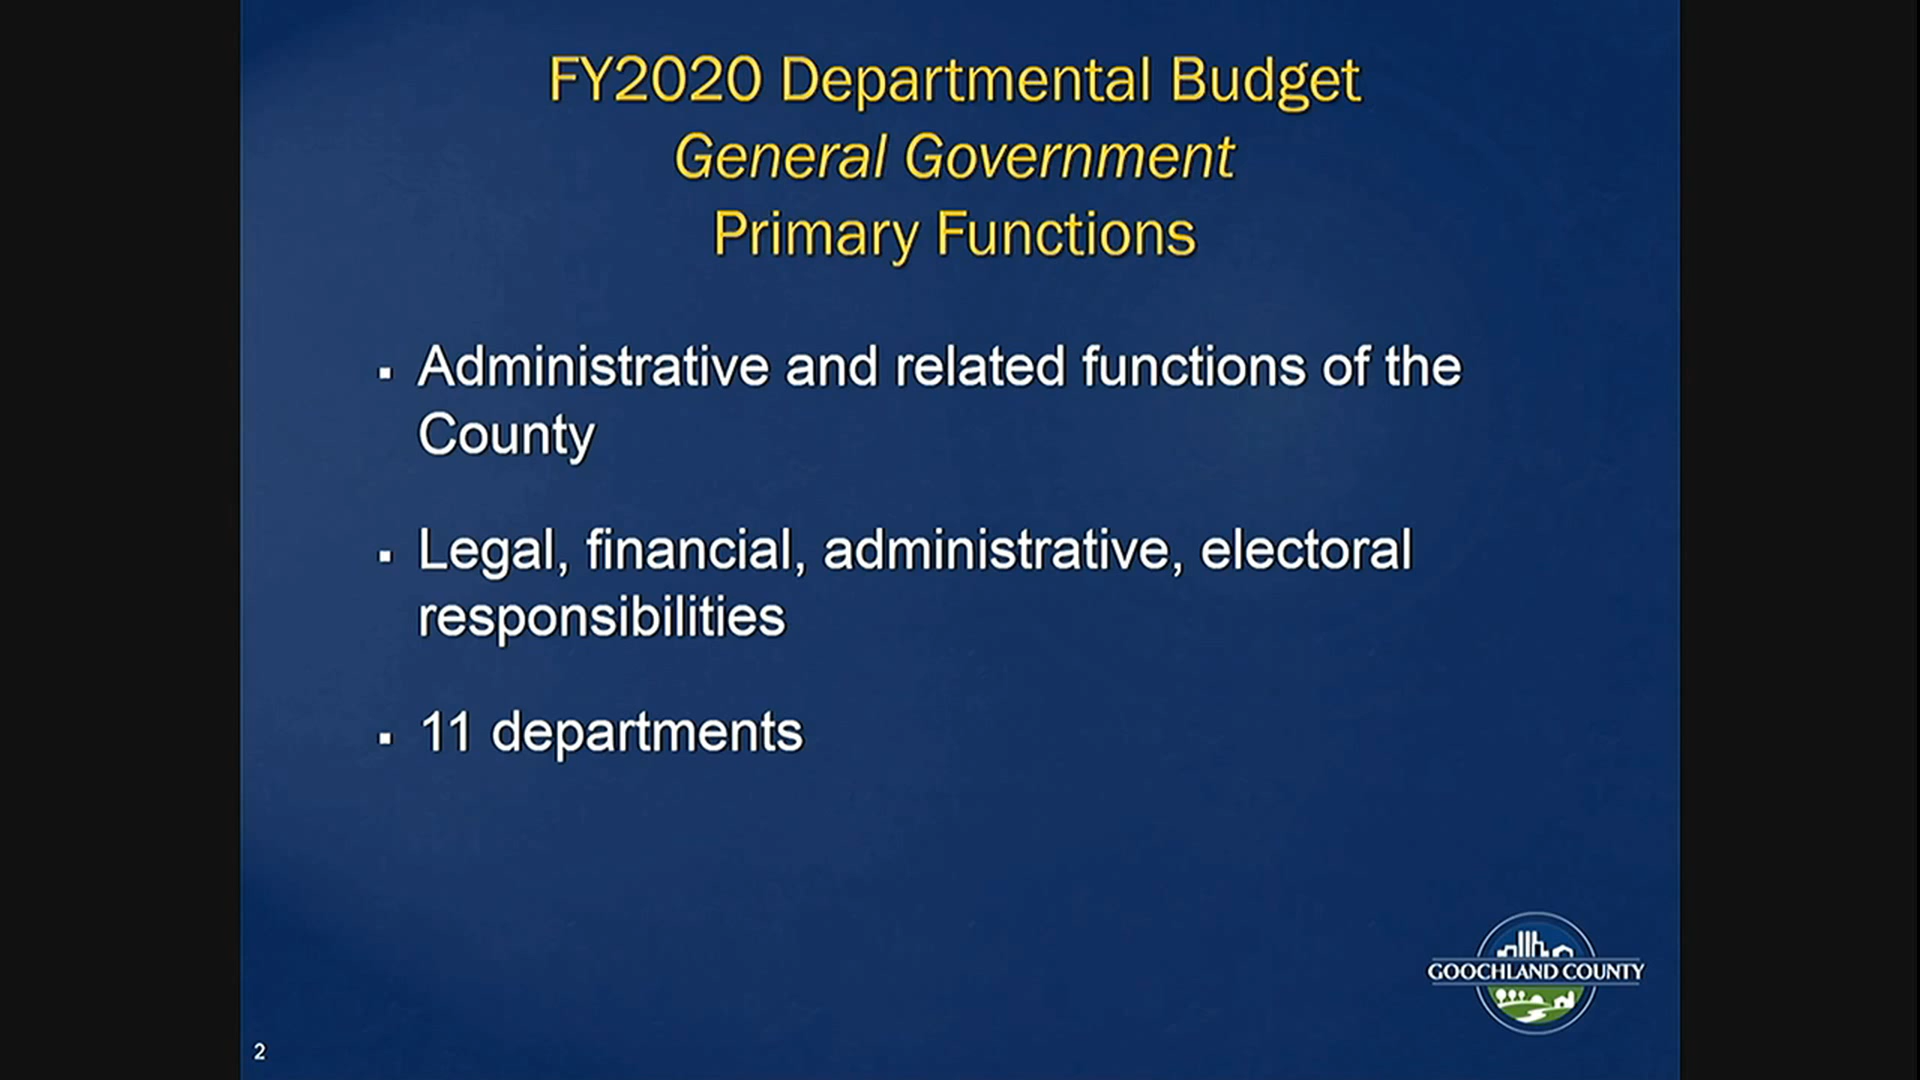 FY2020 Departmental Budget
General Government
Primary Functions
▪ Administrative and related functions of the
County
▪ Legal, financial, administrative, electoral
responsibilities
▪ 11 departments
GOOCHLAND COUNTY
2